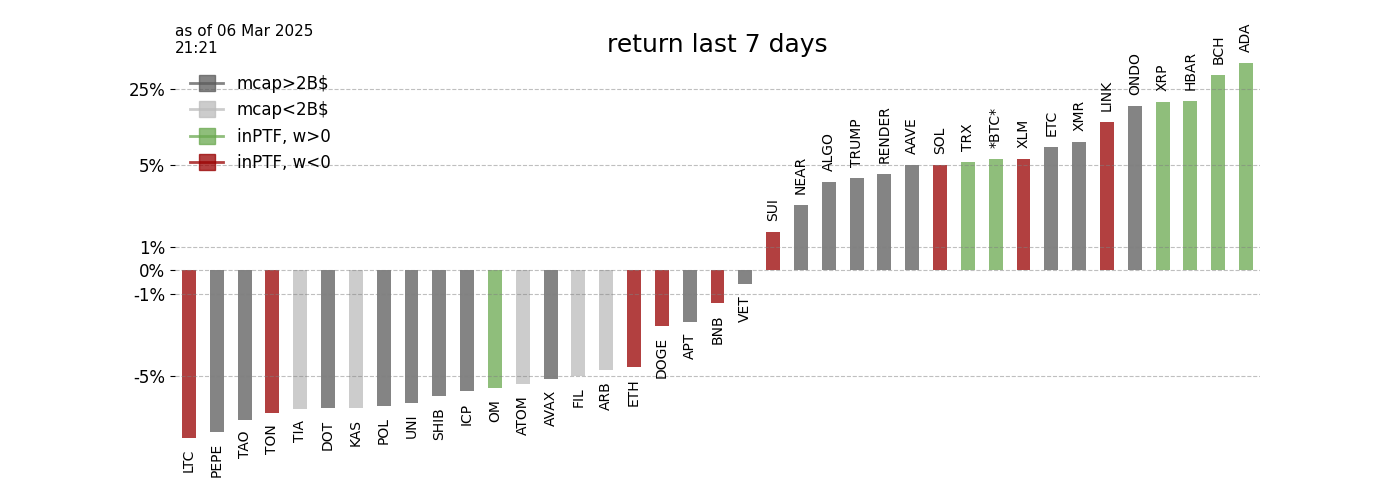 as of 06 Mar 2025
21:21
return last 7 days
mcap>2B$
mcap<2B$
inPTF, w>0
inPTF, w<0
25%
5%
1%
0%
-1%
-5%
LTC
PEPE
TAO
TON
TIA
DOT
KAS
POL
UNI
SHIB
ICP
OM
ATOM
AVAX
FIL
ARB
ETH
DOGE
APT
BNB
VET
SUI
NEAR
ALGO
TRUMP
RENDER
AAVE
SOL
TRX
*BTC*
XLM
ETC
XMR
LINK
ONDO
XRP
HBAR
BCH
ADA